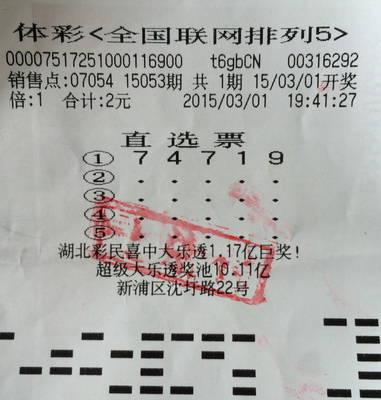 体彩<全国联网排列5>
000075172510001169​00 t6gbCN 00316292
销售点:07054 15053期 共1期 15/03/01开奖
倍:1 合计:2元 2015/03/01 19:41:27
直选票
① 7 4 7 1 9
② . . . . .
③ . . . . .
④ . . . . .
⑤ . . . . .
湖北彩民喜中大乐透1.17亿巨奖!
超级大乐透奖池10.11亿
新浦区沈圩路22号